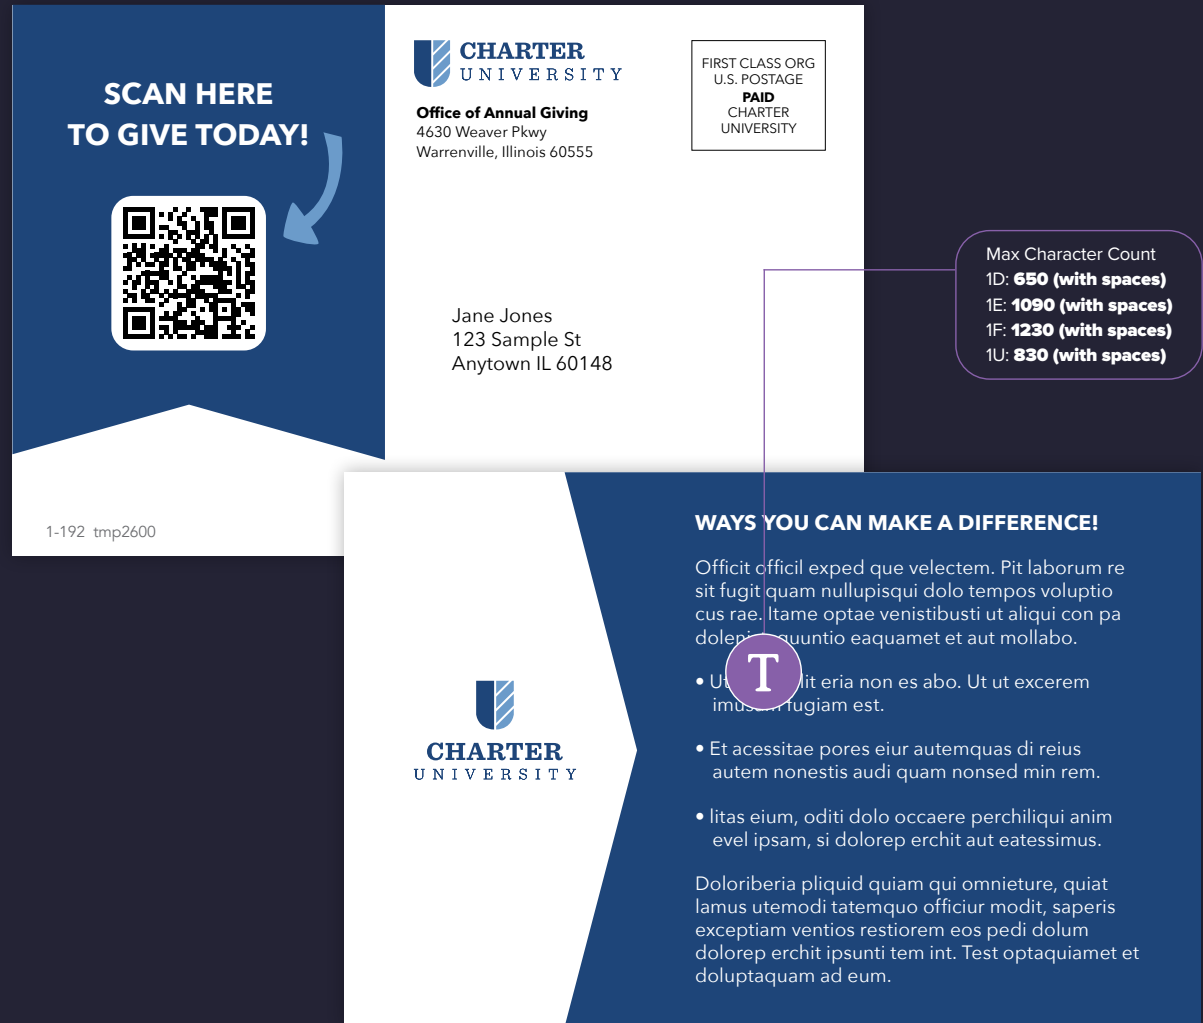 SCAN HERE
TO GIVE TODAY!
CHARTER
UNIVERSITY
Office of Annual Giving
4630 Weaver Pkwy
Warrenville, Illinois 60555
FIRST CLASS ORG
U.S. POSTAGE
PAID
CHARTER
UNIVERSITY
Jane Jones
123 Sample St
Anytown IL 60148
1-192 tmp2600
Max Character Count
1D: 650 (with spaces)
1E: 1090 (with spaces)
1F: 1230 (with spaces)
1U: 830 (with spaces)
CHARTER
UNIVERSITY
WAYS YOU CAN MAKE A DIFFERENCE!
Officit officil exped que velectem. Pit laborum re
sit fugit quam nullupisqui dolo tempos voluptio
cus rae. Itame optae venistibusti ut aliqui con pa
eaquamet et aut mollabo.
T
• eria non es abo. Ut ut excerem
fugiam est.
• Et acessitae pores eiur autemquas di reius
autem nonestis audi quam nonsed min rem.
• litas eium, oditi dolo occaere perchiliqui anim
evel ipsam, si dolorep erchit aut eatessimus.
Doloriberia pliquid quiam qui omnieture, quiat
lamus utemodi tatemquo officiur modit, saperis
exceptiam ventios restiorem eos pedi dolum
dolorep erchit ipsunti tem int. Test optaquiamet et
doluptaquam ad eum.